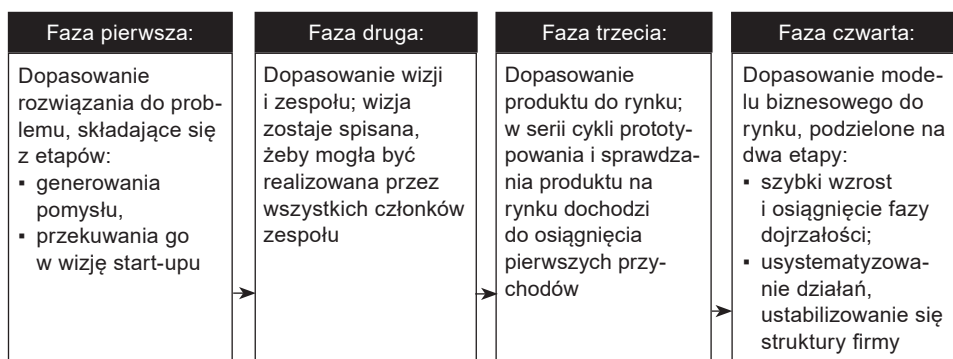 Faza pierwsza:
Dopasowanie
rozwiązania do prob-
lemu, składające się
z etapów:
▪ generowania
pomysłu,
▪ przekuwania go
w wizję start-upu
Faza druga:
Dopasowanie wizji
i zespołu; wizja
zostaje spisana,
żeby mogła być
realizowana przez
wszystkich członków
zespołu
Faza trzecia:
Dopasowanie
produktu do rynku;
w serii cykli prototy-
powania i sprawdza-
nia produktu na
rynku dochodzi
do osiągnięcia
pierwszych przy-
chodów
Faza czwarta:
Dopasowanie mode-
lu biznesowego do
rynku, podzielone na
dwa etapy:
▪ szybki wzrost
i osiągnięcie fazy
dojrzałości;
▪ usystematyzowa-
nie działań,
ustabilizowanie się
struktury firmy